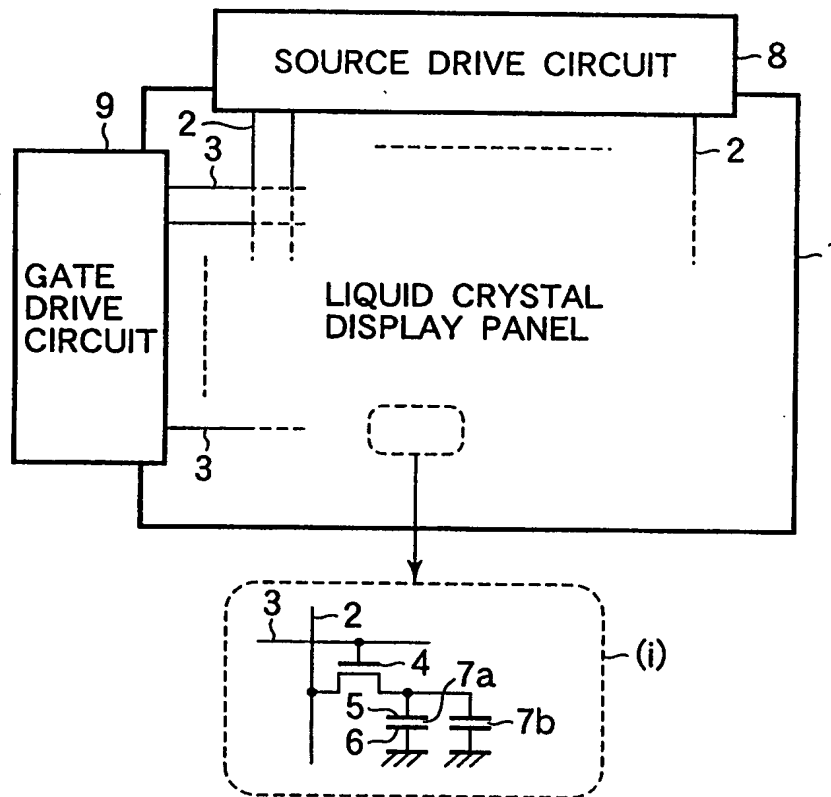 SOURCE DRIVE CIRCUIT
8
9
2
2
3
GATE
DRIVE
CIRCUIT
LIQUID CRYSTAL
DISPLAY PANEL
3
2
3
4
7a
5
6
7b
(i)